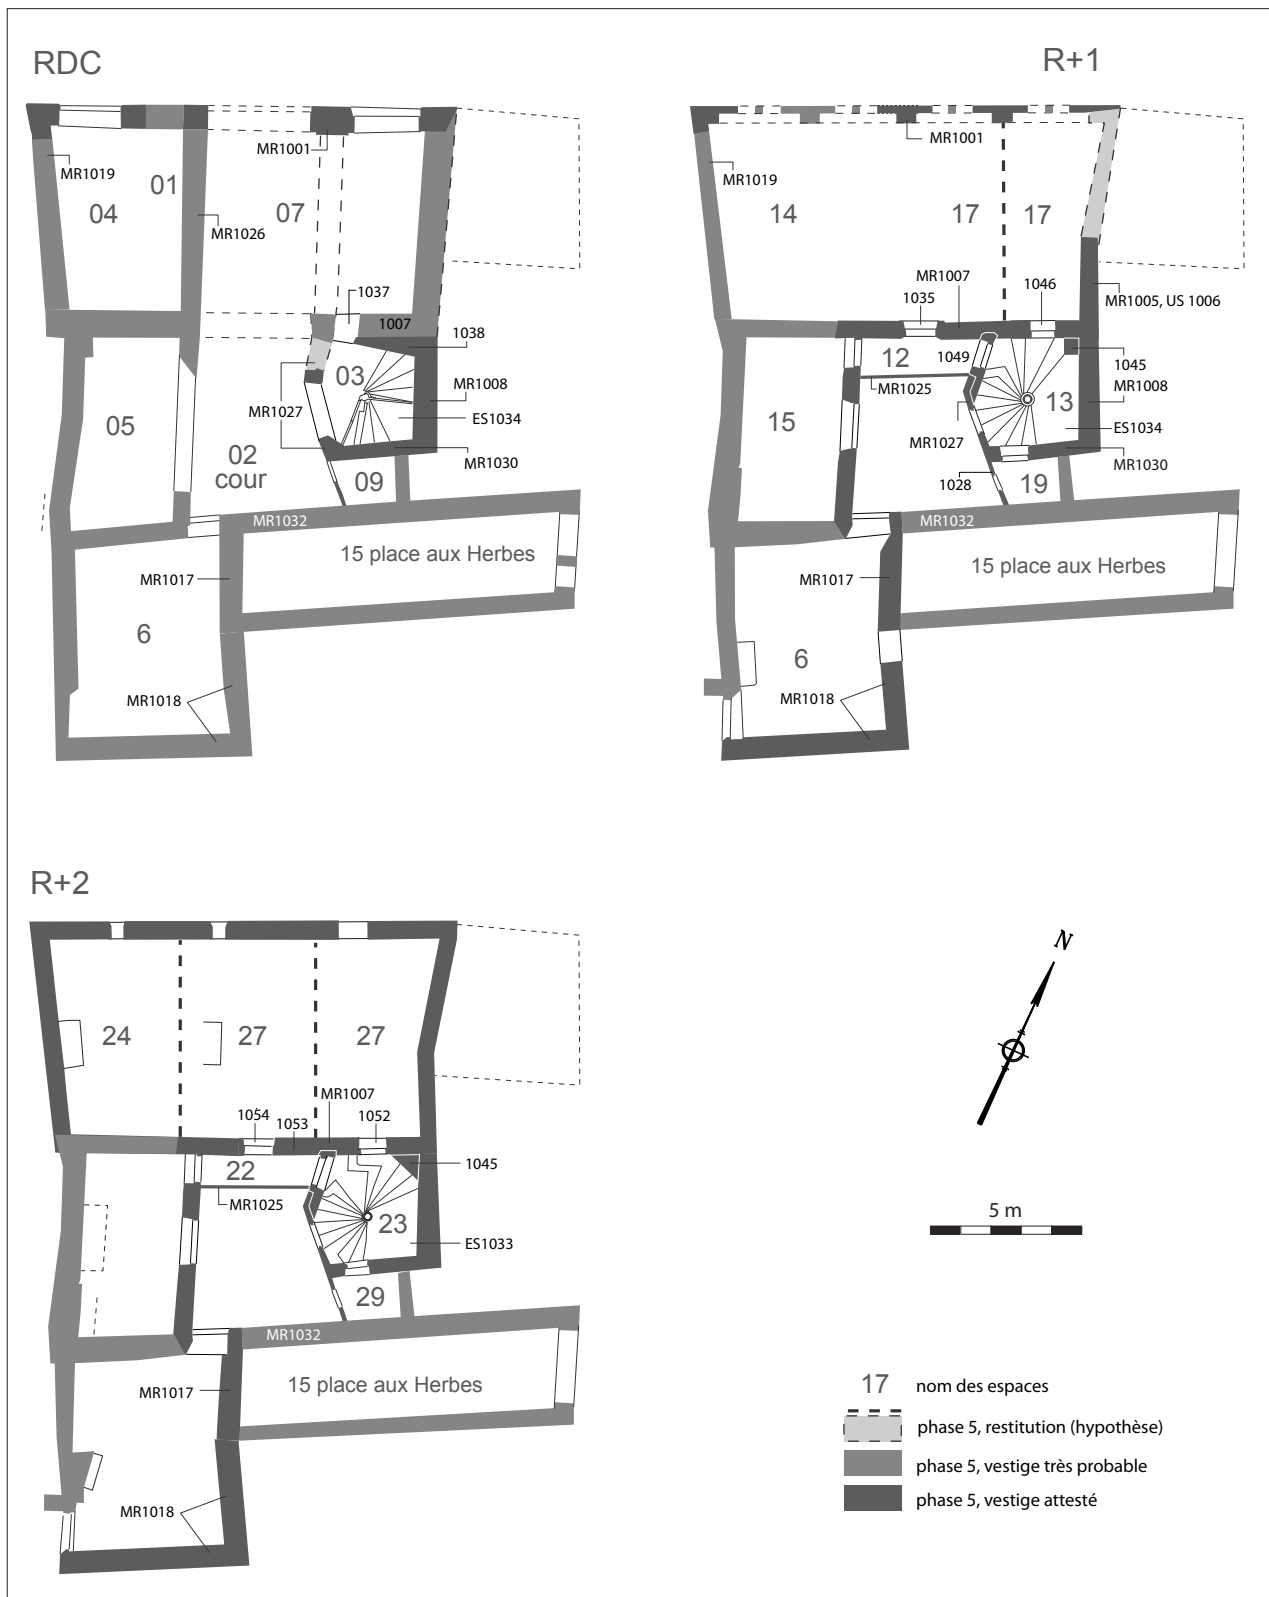 RDC
MR1001
MR1019
01
04
07
MR1026
1037
1007
1038
03
MR1008
MR1027
ES1034
05
02
cour
MR1030
09
MR1032
15 place aux Herbes
MR1017
6
MR1018
R+1
MR1001
MR1019
14
17
17
MR1007
1046
1035
MR1005, US 1006
12
1049
1045
MR1025
MR1008
13
15
ES1034
MR1027
MR1030
1028
19
MR1032
15 place aux Herbes
MR1017
6
MR1018
R+2
24
27
27
MR1007
1054
1053
1052
22
1045
MR1025
23
ES1033
29
MR1032
15 place aux Herbes
MR1017
MR1018
N
5 m
17 nom des espaces
phase 5, restitution (hypothèse)
phase 5, vestige très probable
phase 5, vestige attesté